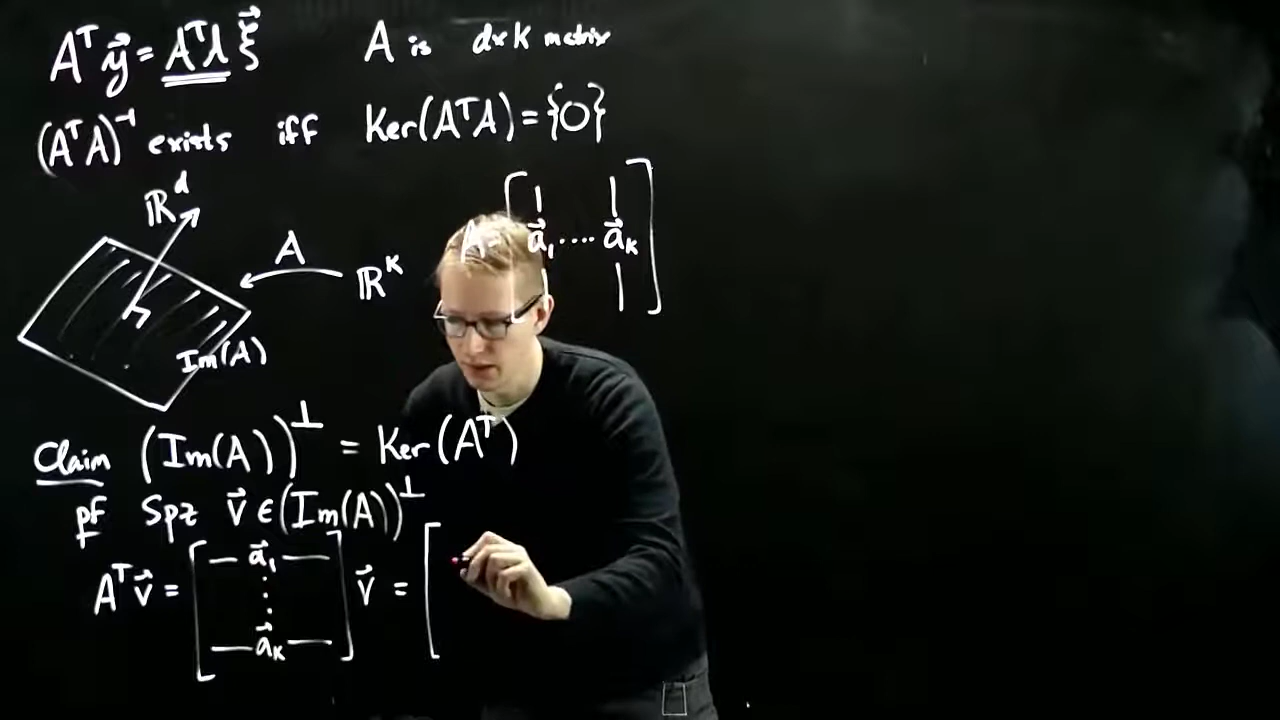 Aᵀy⃗ = Aᵀλ ξ⃗ A is d×k matrix
(AᵀA)⁻¹ exists iff Ker(AᵀA) = {0}
ℝᵈ
A
ℝᵏ
A = [a⃗₁ .... a⃗ₖ]
Im(A)
Claim (Im(A))^⊥ = Ker(Aᵀ)
pf Spz v⃗ ∈ (Im(A))^⊥
Aᵀv⃗ = [— a⃗₁ — ⋮ — a⃗ₖ —] v⃗ = [